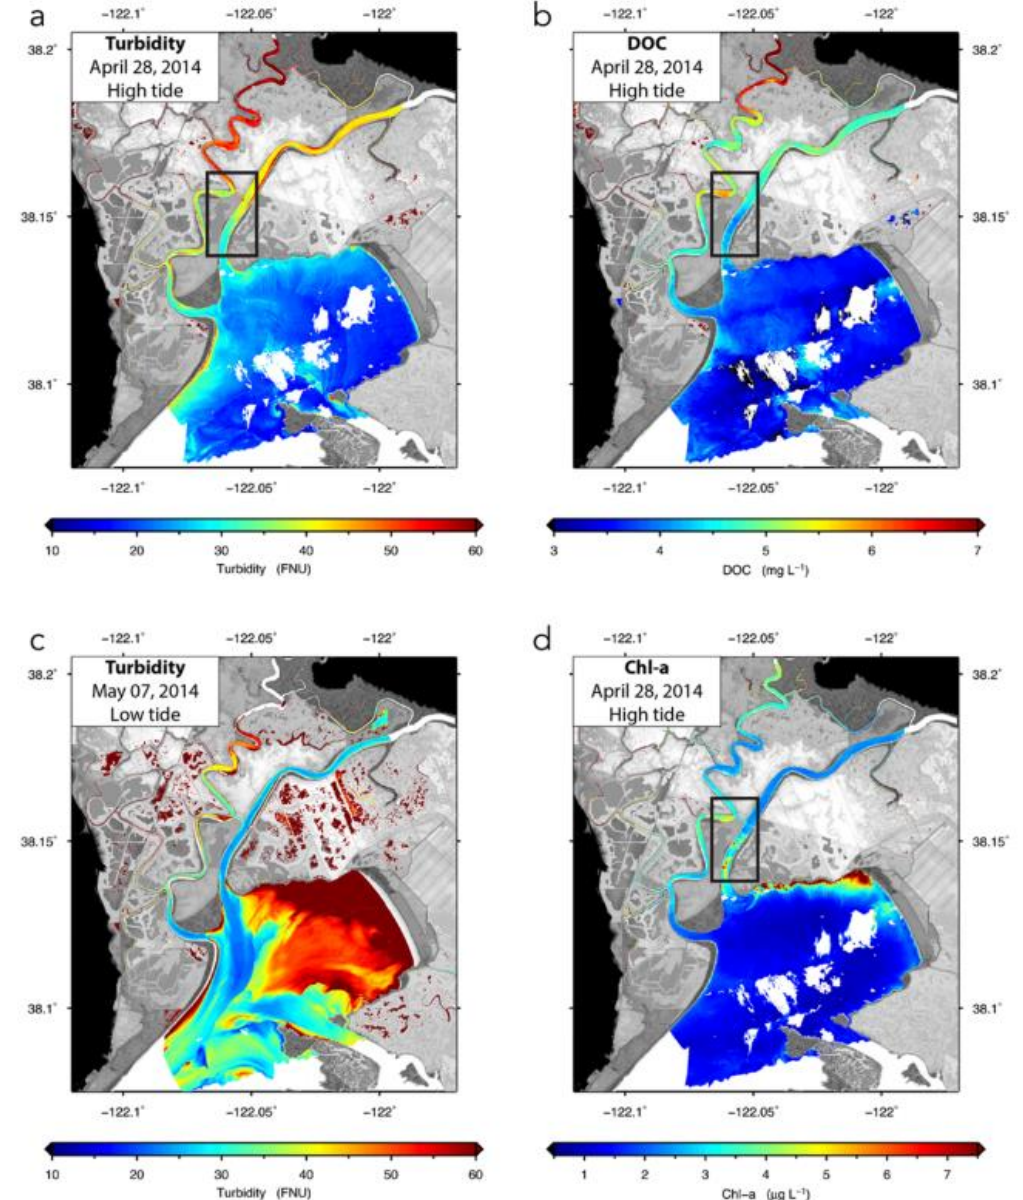 a
−122.1° −122.05° −122°
Turbidity
April 28, 2014
High tide
38.2°
38.15°
38.1°
−122.1° −122.05° −122°
10 20 30 40 50 60
Turbidity (FNU)
b
−122.1° −122.05° −122°
DOC
April 28, 2014
High tide
38.2°
38.15°
38.1°
−122.1° −122.05° −122°
3 4 5 6 7
DOC (mg L⁻¹)
c
−122.1° −122.05° −122°
Turbidity
May 07, 2014
Low tide
38.2°
38.15°
38.1°
−122.1° −122.05° −122°
10 20 30 40 50 60
Turbidity (FNU)
d
−122.1° −122.05° −122°
Chl-a
April 28, 2014
High tide
38.2°
38.15°
38.1°
−122.1° −122.05° −122°
1 2 3 4 5 6 7
Chl−a (µg L⁻¹)